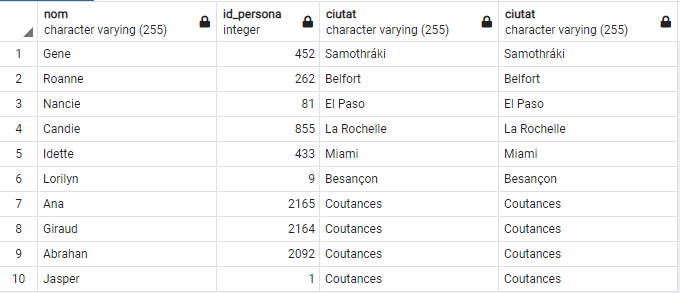 nom id_persona ciutat ciutat
character varying (255) integer character varying (255) character varying (255)
1 Gene 452 Samothráki Samothráki
2 Roanne 262 Belfort Belfort
3 Nancie 81 El Paso El Paso
4 Candie 855 La Rochelle La Rochelle
5 Idette 433 Miami Miami
6 Lorilyn 9 Besançon Besançon
7 Ana 2165 Coutances Coutances
8 Giraud 2164 Coutances Coutances
9 Abrahan 2092 Coutances Coutances
10 Jasper 1 Coutances Coutances